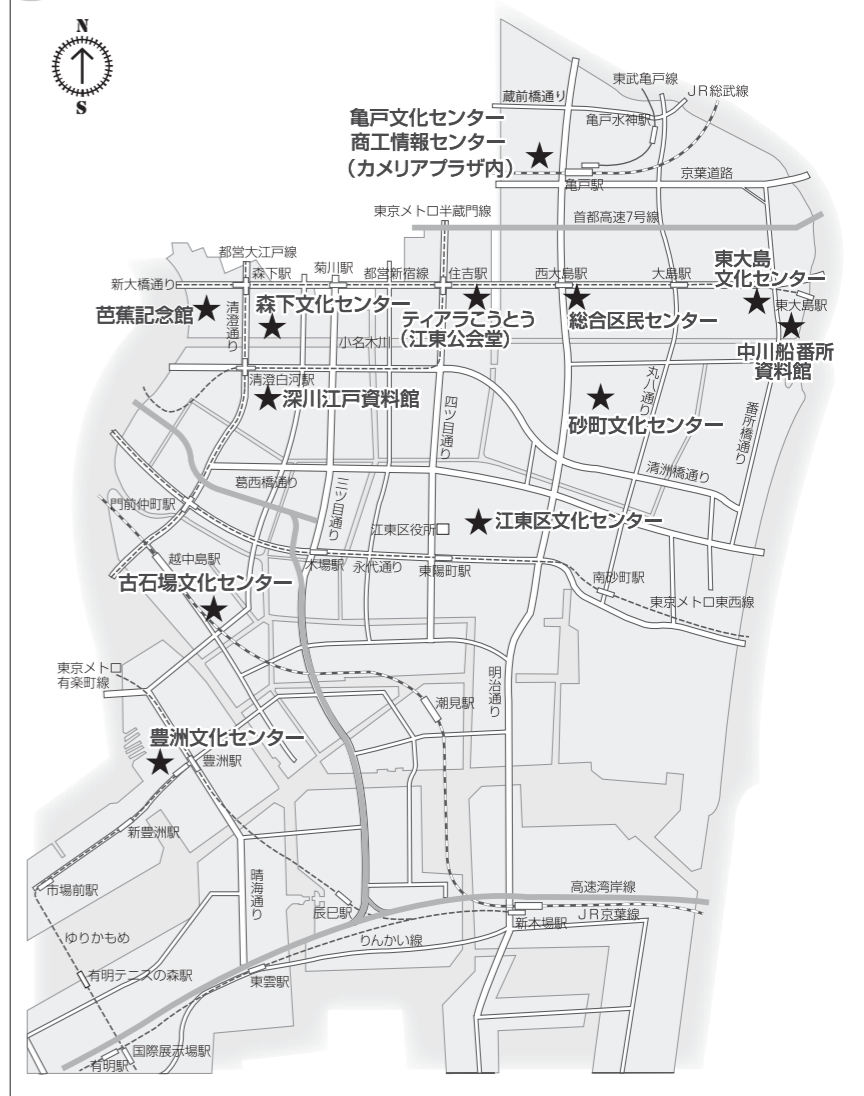 N
S
東武亀戸線
蔵前橋通り
JR総武線
亀戸文化センター
商工情報センター
（カメリアプラザ内）
亀戸水神駅
亀戸駅
京葉道路
東京メトロ半蔵門線
首都高速7号線
都営大江戸線
新大橋通り
森下駅
菊川駅
都営新宿線
住吉駅
西大島駅
大島駅
東大島
文化センター
東大島駅
芭蕉記念館
清澄通り
森下文化センター
ティアラこうとう
（江東公会堂）
総合区民センター
小名木川
中川船番所
資料館
清澄白河駅
深川江戸資料館
四ツ目通り
丸八通り
砂町文化センター
番所橋通り
清洲橋通り
葛西橋通り
三ツ目通り
門前仲町駅
江東区役所
江東区文化センター
越中島駅
木場駅
永代通り
東陽町駅
南砂町駅
東京メトロ東西線
古石場文化センター
東京メトロ
有楽町線
明治通り
潮見駅
豊洲文化センター
豊洲駅
新豊洲駅
市場前駅
晴海通り
辰巳駅
高速湾岸線
新木場駅
JR京葉線
ゆりかもめ
りんかい線
有明テニスの森駅
東雲駅
国際展示場駅
有明駅